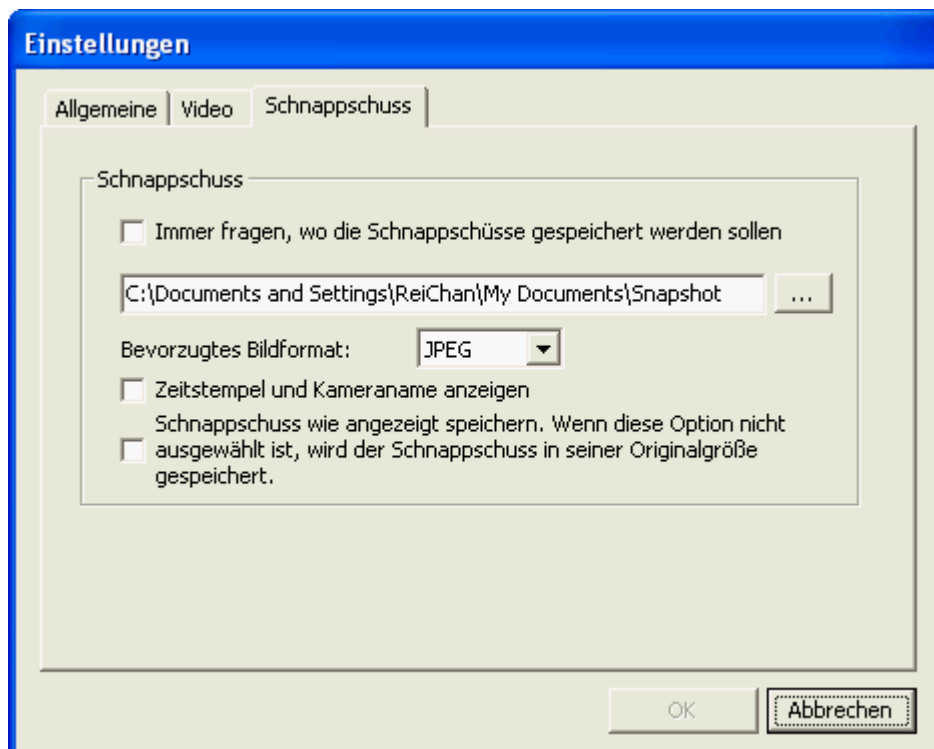 Einstellungen
Allgemeine
Video
Schnappschuss
Schnappschuss
Immer fragen, wo die Schnappschüsse gespeichert werden sollen
C:\Documents and Settings\ReiChan\My Documents\Snapshot
...
Bevorzugtes Bildformat:
JPEG
Zeitstempel und Kameraname anzeigen
Schnappschuss wie angezeigt speichern. Wenn diese Option nicht
ausgewählt ist, wird der Schnappschuss in seiner Originalgröße
gespeichert.
OK
Abbrechen